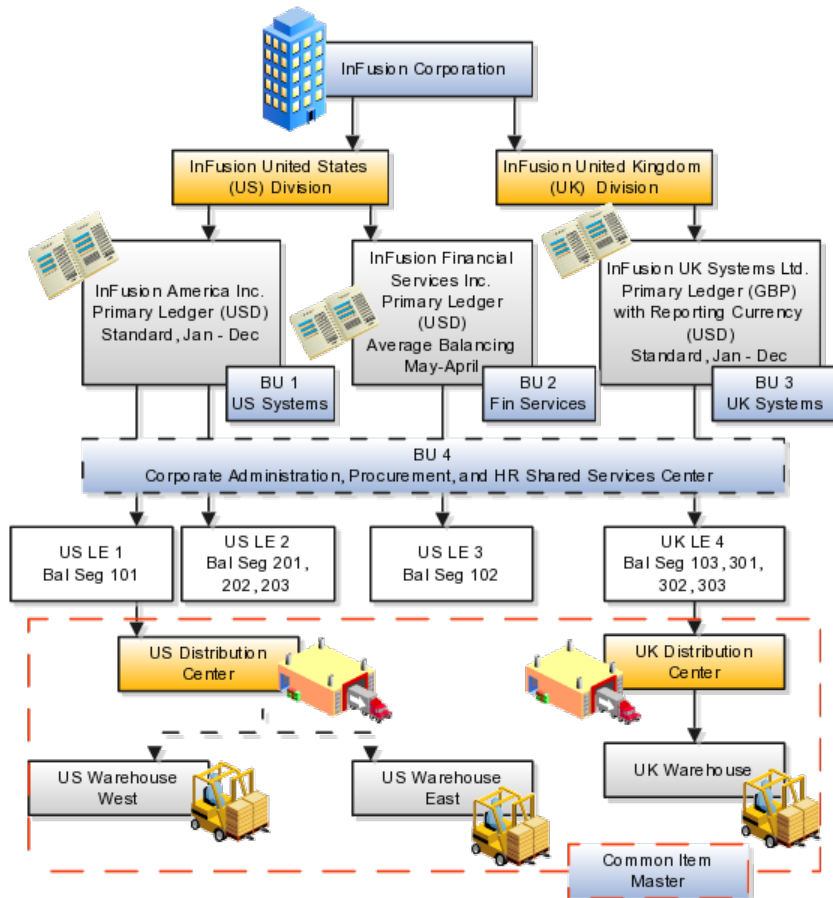 InFusion Corporation
InFusion United States
(US) Division
InFusion United Kingdom
(UK) Division
InFusion America Inc.
Primary Ledger (USD)
Standard, Jan - Dec
InFusion Financial
Services Inc.
Primary Ledger
(USD)
Average Balancing
May-April
InFusion UK Systems Ltd.
Primary Ledger (GBP)
with Reporting Currency
(USD)
Standard, Jan - Dec
BU 1
US Systems
BU 2
Fin Services
BU 3
UK Systems
BU 4
Corporate Administration, Procurement, and HR Shared Services Center
US LE 1
Bal Seg 101
US LE 2
Bal Seg 201,
202, 203
US LE 3
Bal Seg 102
UK LE 4
Bal Seg 103, 301,
302, 303
US Distribution
Center
UK Distribution
Center
US Warehouse
West
US Warehouse
East
UK Warehouse
Common Item
Master